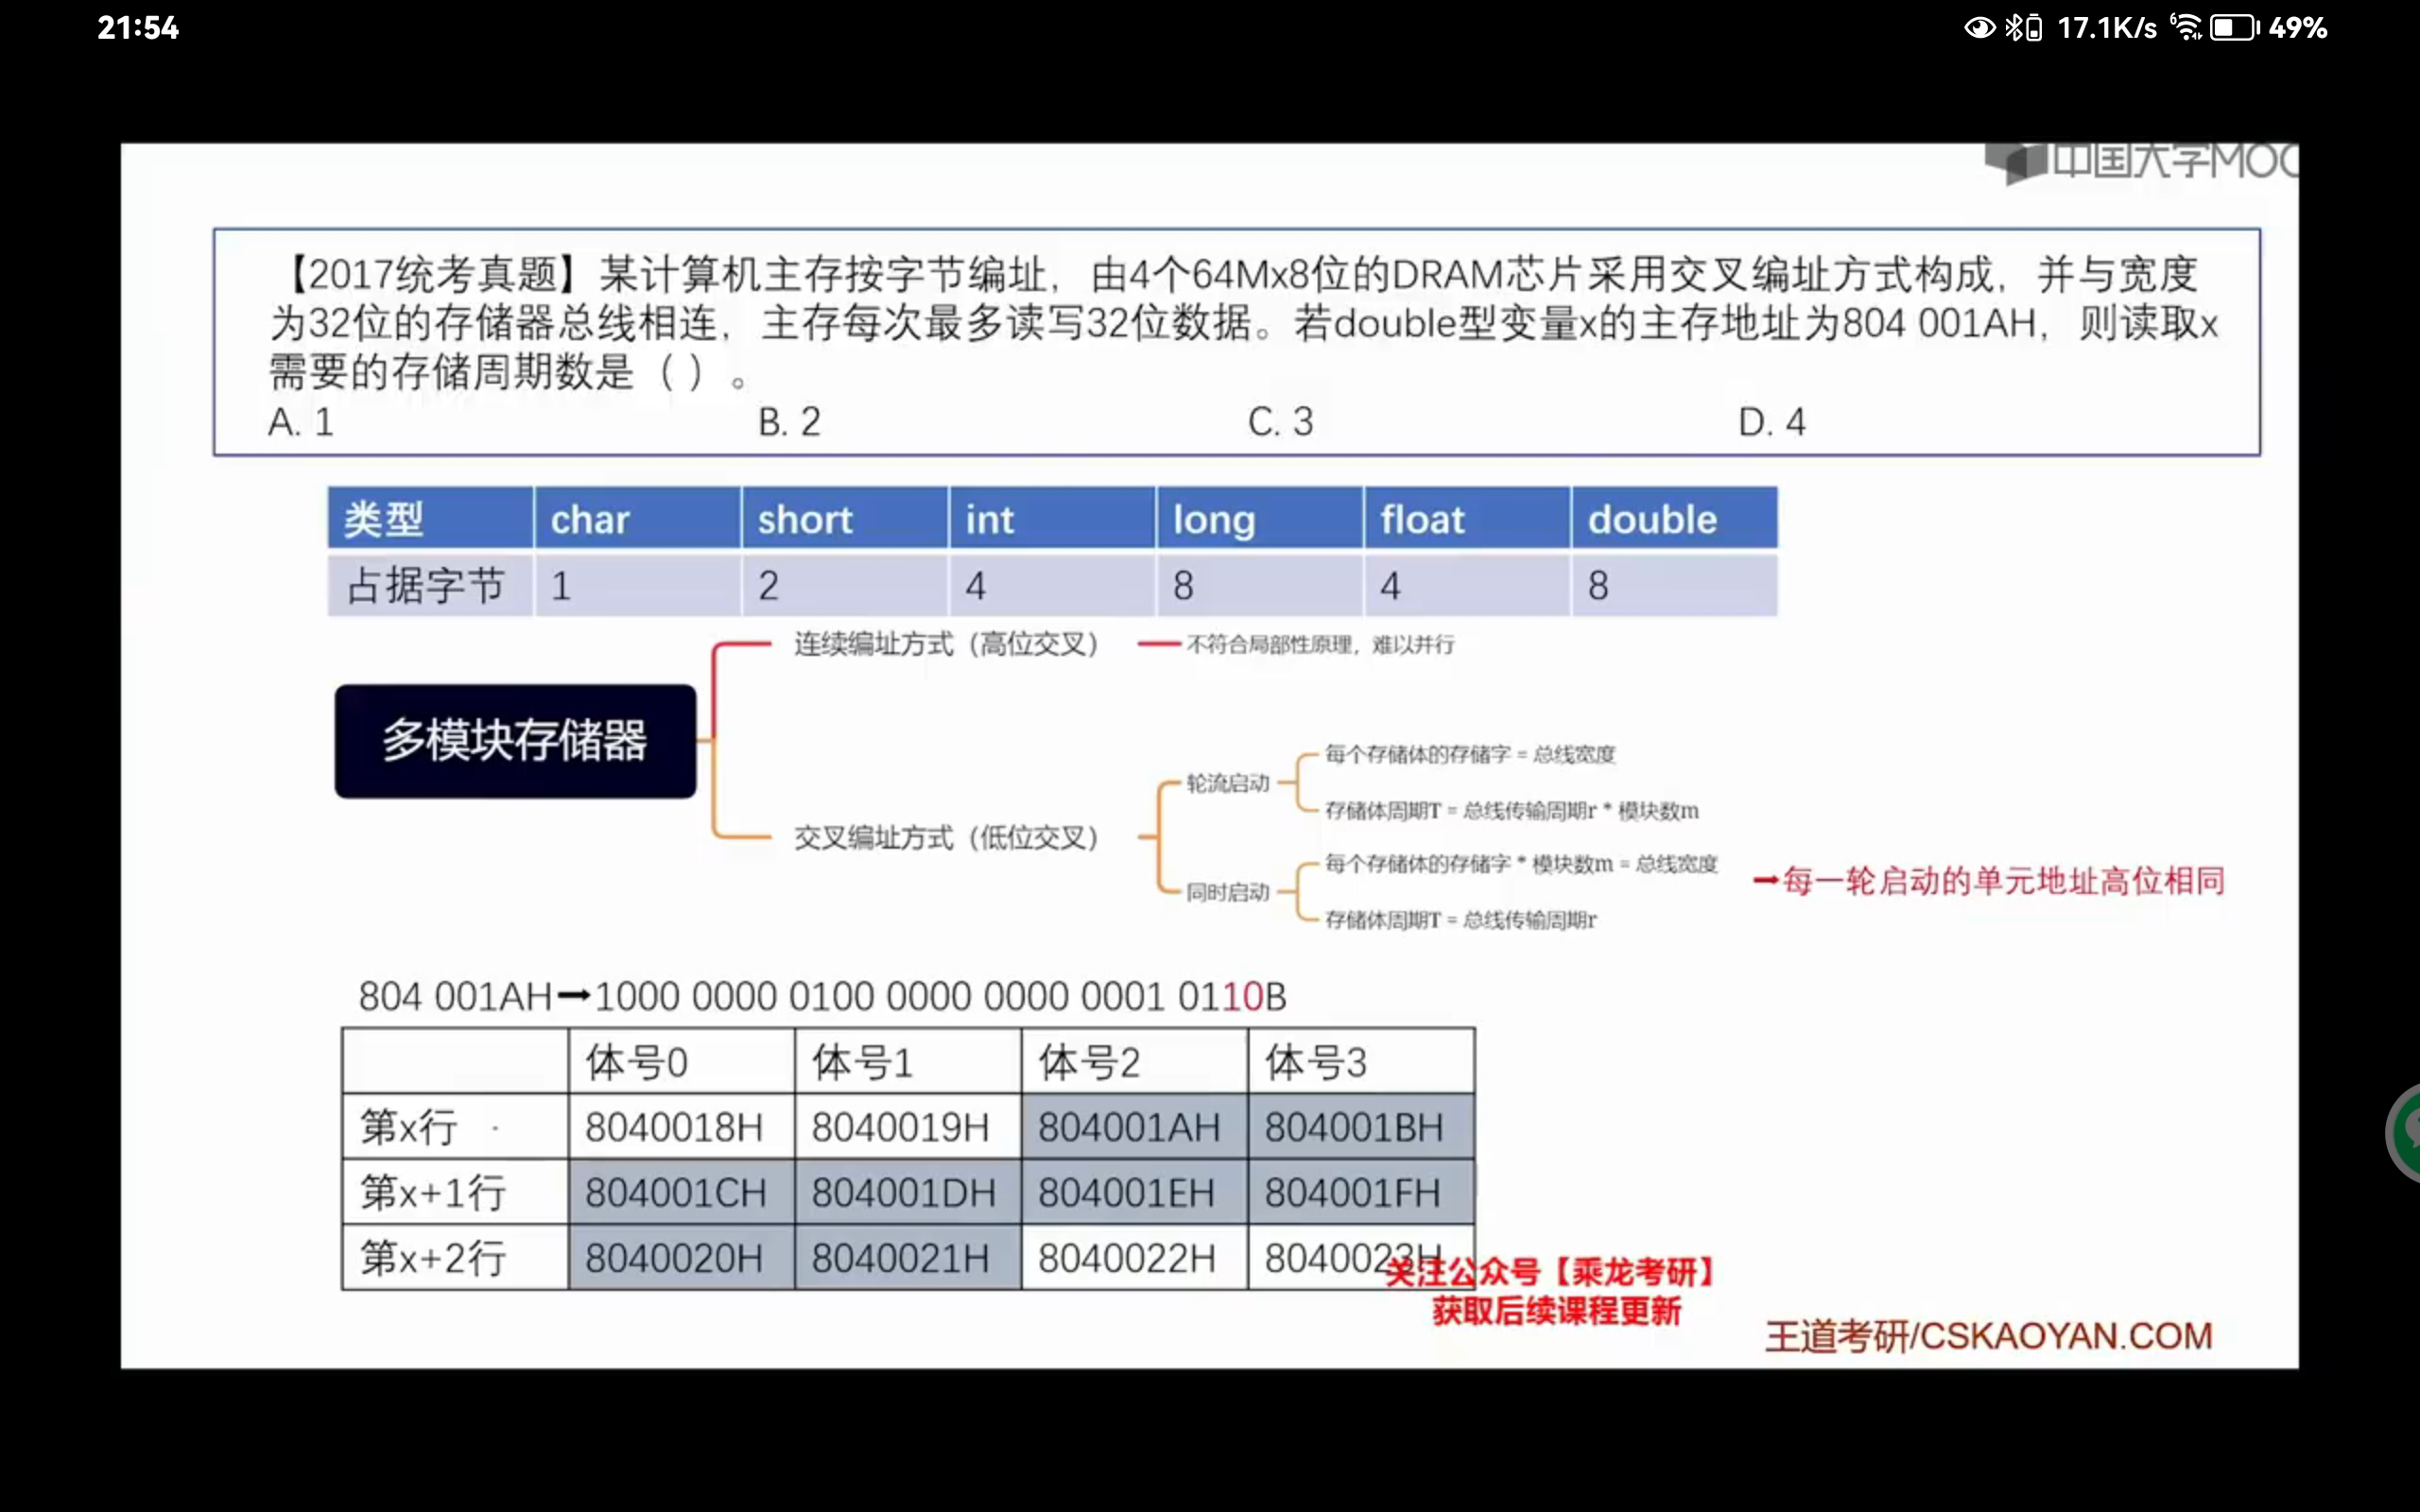 21:54
17.1K/s 6 49%
中国大学MOC
【2017统考真题】某计算机主存按字节编址，由4个64Mx8位的DRAM芯片采用交叉编址方式构成，并与宽度
为32位的存储器总线相连，主存每次最多读写32位数据。若double型变量x的主存地址为804 001AH，则读取x
需要的存储周期数是（ ）。
A. 1 B. 2 C. 3 D. 4
类型 char short int long float double
占据字节 1 2 4 8 4 8
连续编址方式（高位交叉） 不符合局部性原理，难以并行
多模块存储器
每个存储体的存储字 = 总线宽度
轮流启动
存储体周期T = 总线传输周期r * 模块数m
交叉编址方式（低位交叉）
每个存储体的存储字 * 模块数m = 总线宽度
➡每一轮启动的单元地址高位相同
同时启动
存储体周期T = 总线传输周期r
804 001AH➡1000 0000 0100 0000 0000 0001 0110B
体号0 体号1 体号2 体号3
第x行 8040018H 8040019H 804001AH 804001BH
第x+1行 804001CH 804001DH 804001EH 804001FH
第x+2行 8040020H 8040021H 8040022H 8040023H
关注公众号【乘龙考研】
获取后续课程更新
王道考研/CSKAOYAN.COM